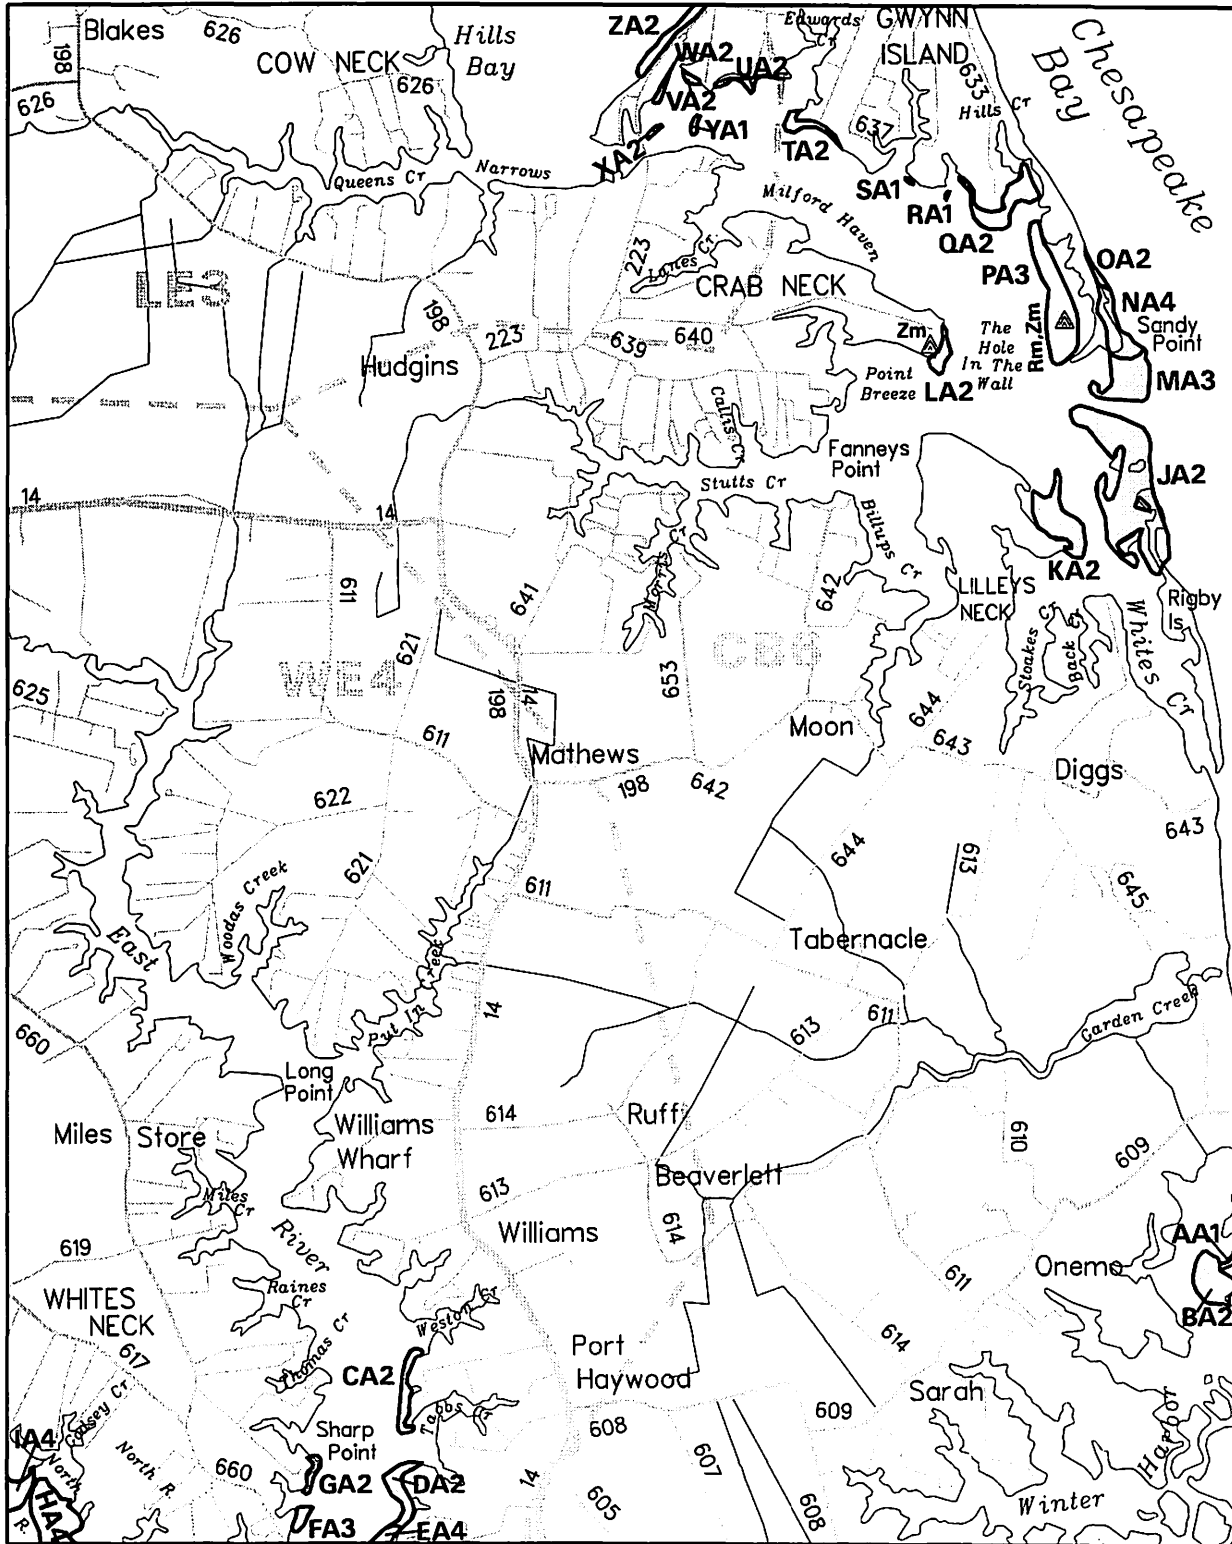 Blakes
626
198
626
COW NECK
626
Hills
Bay
ZA2
WA2
UA2
VA2
YA1
XA2
Edwards
Cr
GWYNN
ISLAND
633
Hills Cr
637
TA2
Chesapeake
Bay
Queens Cr
Narrows
SA1
RA1
QA2
PA3
OA2
NA4
Sandy
Point
MA3
Milford Haven
223
Lanes Cr
CRAB NECK
LE3
198
223
639
640
Hudgins
Zm
Point
Breeze
LA2
The
Hole
In The
Wall
Rm,Zm
Callis Cr
Fanneys
Point
Stutts Cr
JA2
14
14
Billups Cr
KA2
611
641
Morris
Cr
642
LILLEYS
NECK
Rigby
Is.
621
WE4
CB6
653
Stoakes Cr
Back Cr
Whites Cr
625
198
14
644
643
Moon
611
Mathews
198
642
Diggs
622
644
613
643
621
645
Woodas Creek
611
East
Put In Creek
Tabernacle
660
14
613
611
Garden Creek
Long
Point
Miles Store
Williams
Wharf
614
Ruff
610
609
Beaverlett
Miles
Cr
613
Williams
614
AA1
619
River
Onemo
611
BA2
Raines
Cr
WHITES
NECK
Weston Cr
617
Thomas Cr
Port
Haywood
614
CA2
Sarah
Coasey Cr
Tabbs Cr
609
608
Sharp
Point
IA4
North
R.
North R.
660
607
Harbor
GA2
DA2
14
HA4
FA3
EA4
605
608
Winter